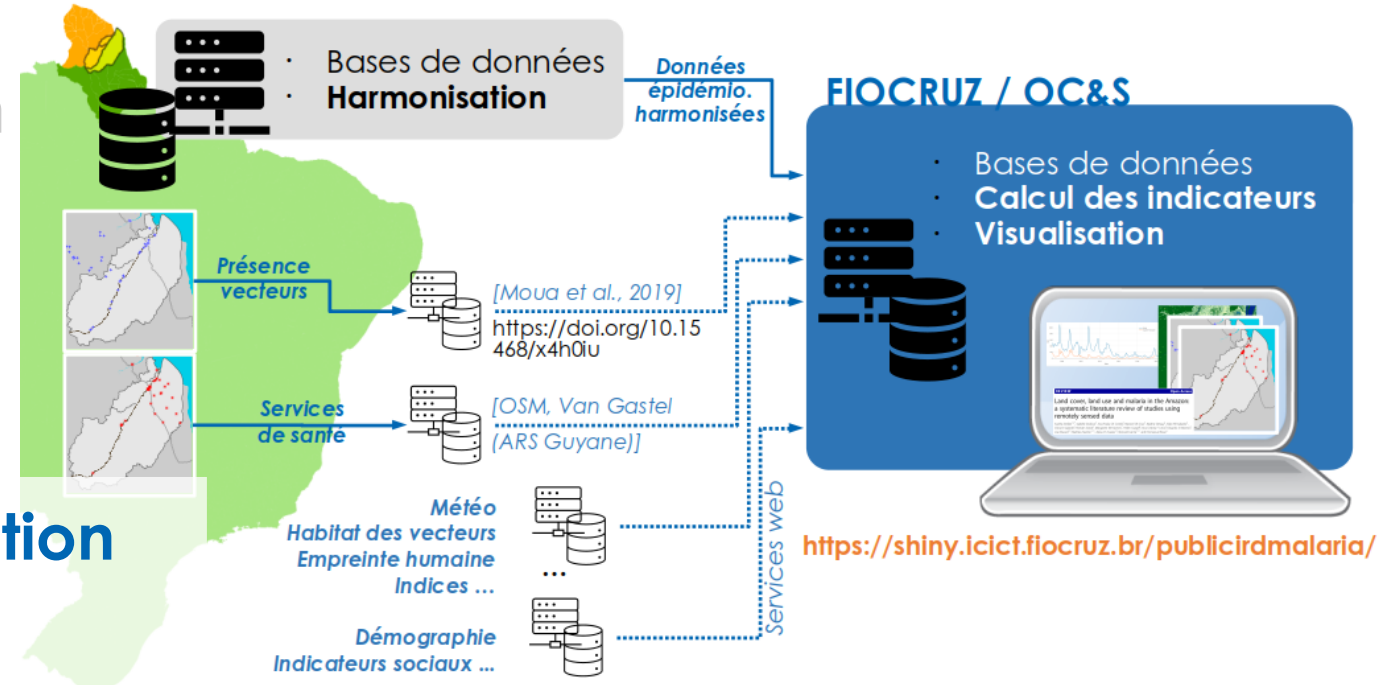 Bases de données
Harmonisation
Données
épidémio.
harmonisées
FIOCRUZ / OC&S
Bases de données
Calcul des indicateurs
Visualisation
Présence
vecteurs
[Moua et al., 2019]
https://doi.org/10.15
468/x4h0iu
Services
de santé
[OSM, Van Gastel
(ARS Guyane)]
Land cover, land use and malaria in the Amazon:
a systematic literature review of studies using
remotely sensed data
tion
Météo
Habitat des vecteurs
Empreinte humaine
Indices ...
...
Services web
https://shiny.icict.fiocruz.br/publicirdmalaria/
Démographie
Indicateurs sociaux ...